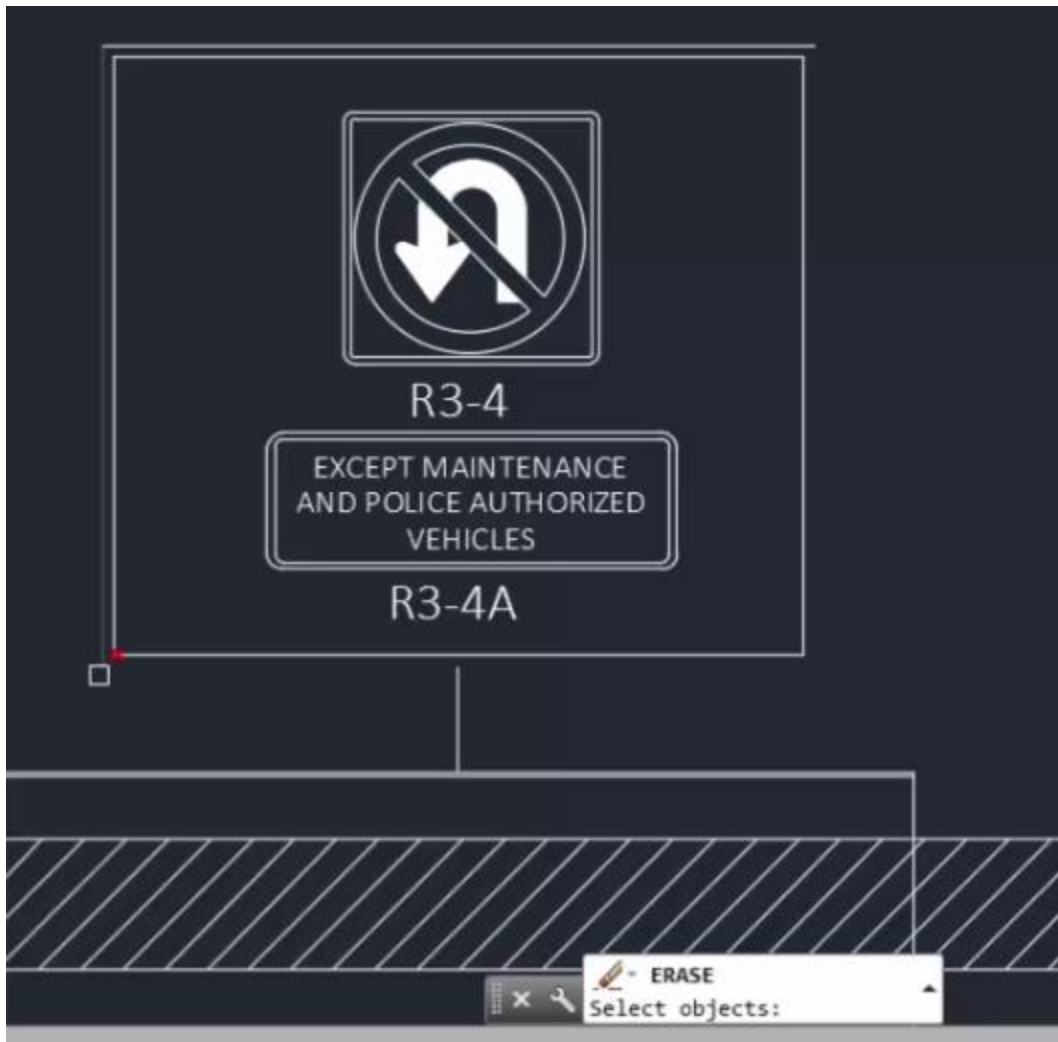 R3-4
EXCEPT MAINTENANCE
AND POLICE AUTHORIZED
VEHICLES
R3-4A
ERASE
Select objects: